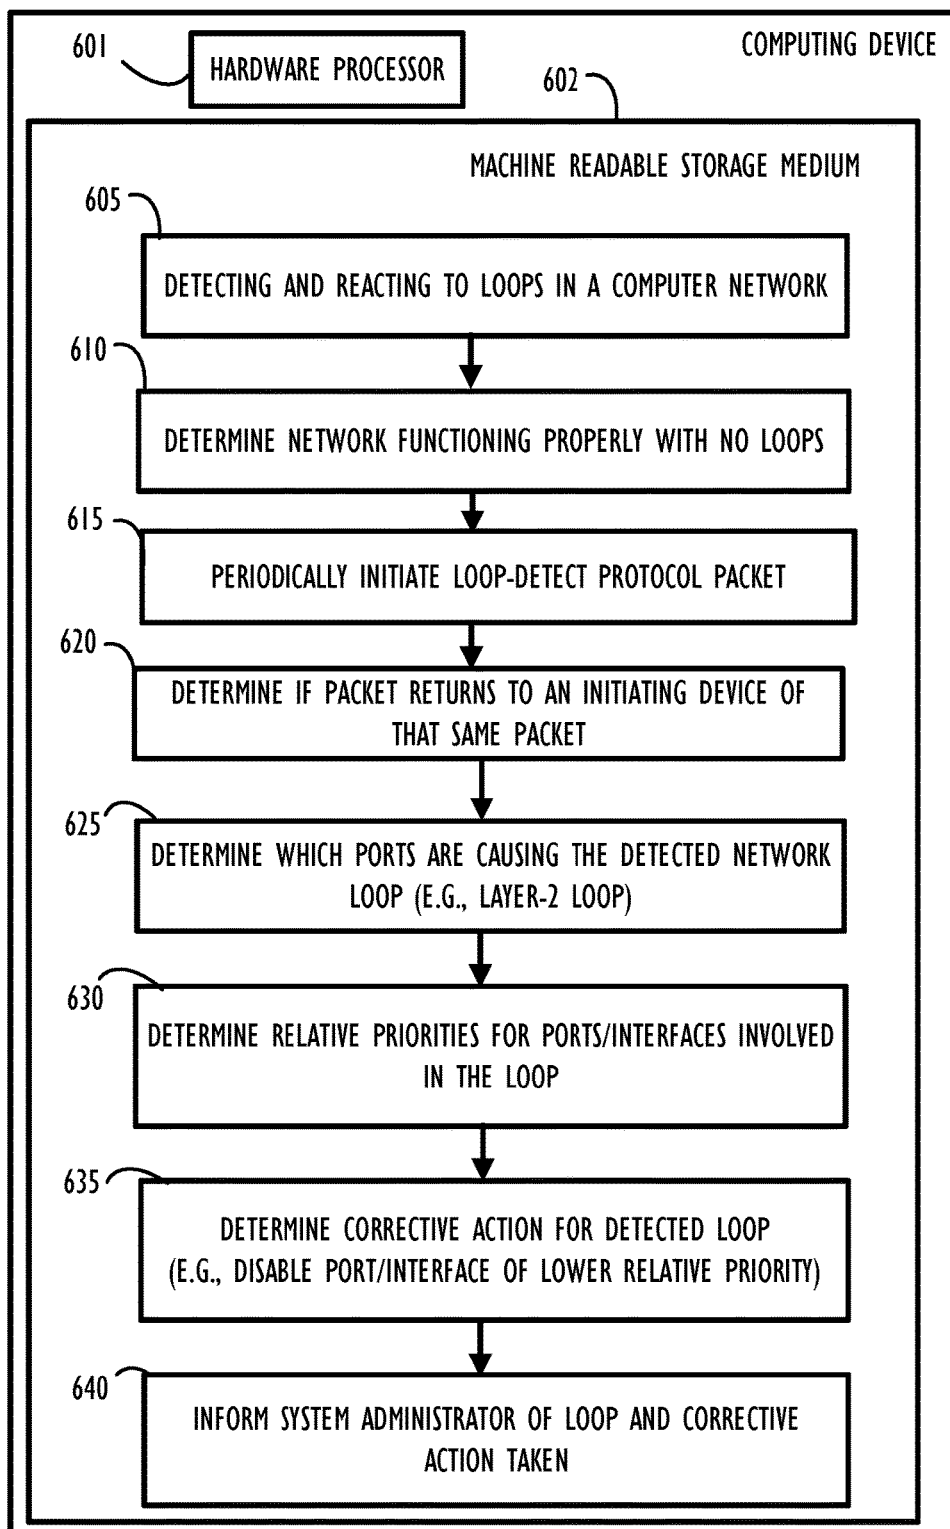 COMPUTING DEVICE
601
HARDWARE PROCESSOR
602
MACHINE READABLE STORAGE MEDIUM
605
DETECTING AND REACTING TO LOOPS IN A COMPUTER NETWORK
610
DETERMINE NETWORK FUNCTIONING PROPERLY WITH NO LOOPS
615
PERIODICALLY INITIATE LOOP-DETECT PROTOCOL PACKET
620
DETERMINE IF PACKET RETURNS TO AN INITIATING DEVICE OF
THAT SAME PACKET
625
DETERMINE WHICH PORTS ARE CAUSING THE DETECTED NETWORK
LOOP (E.G., LAYER-2 LOOP)
630
DETERMINE RELATIVE PRIORITIES FOR PORTS/INTERFACES INVOLVED
IN THE LOOP
635
DETERMINE CORRECTIVE ACTION FOR DETECTED LOOP
(E.G., DISABLE PORT/INTERFACE OF LOWER RELATIVE PRIORITY)
640
INFORM SYSTEM ADMINISTRATOR OF LOOP AND CORRECTIVE
ACTION TAKEN